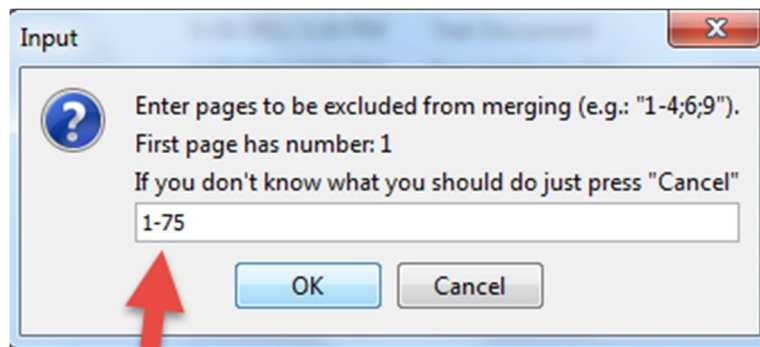 Input
Enter pages to be excluded from merging (e.g.: "1-4;6;9").
First page has number: 1
If you don't know what you should do just press "Cancel"
1-75
OK
Cancel